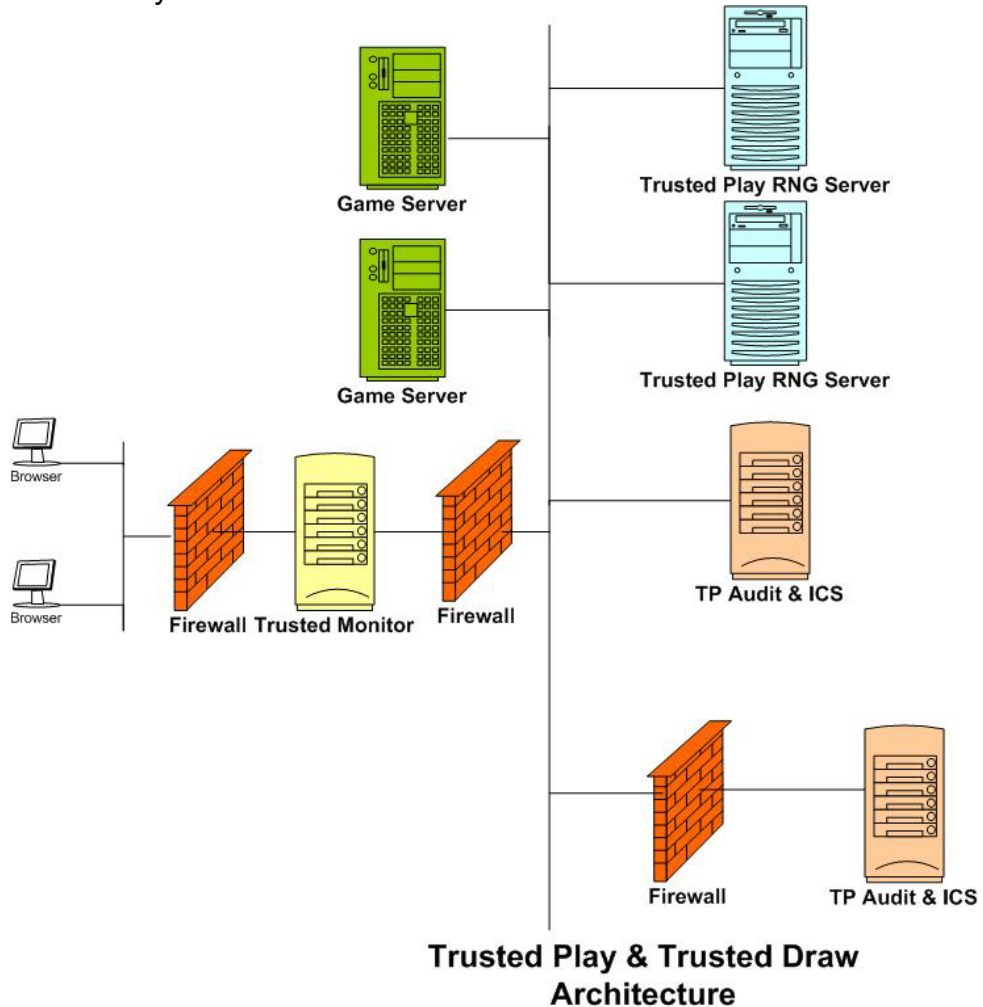 Trusted Play RNG Server
Game Server
Trusted Play RNG Server
Game Server
Browser
Browser
Firewall
Trusted Monitor
Firewall
TP Audit & ICS
Firewall
TP Audit & ICS
Trusted Play & Trusted Draw
Architecture